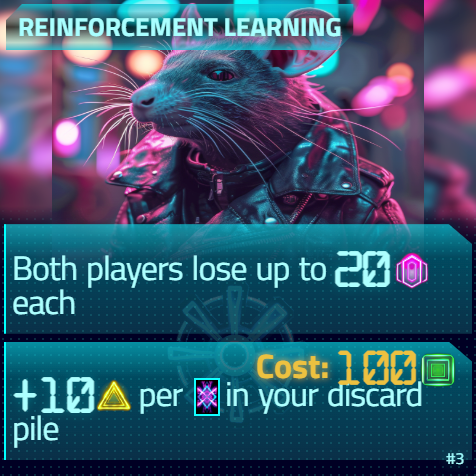 REINFORCEMENT LEARNING
Both players lose up to 20
each
Cost: 100
+10 per in your discard
pile
#3